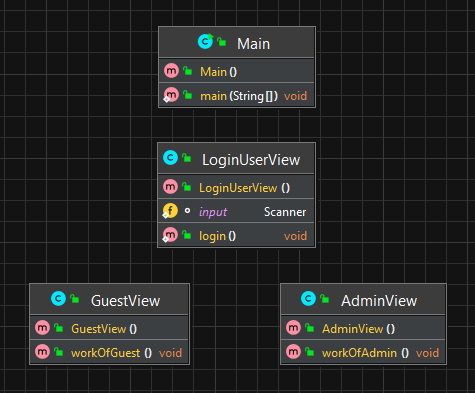 Main
Main()
main(String[]) void
LoginUserView
LoginUserView ()
input Scanner
login() void
GuestView
GuestView ()
workOfGuest () void
AdminView
AdminView ()
workOfAdmin () void